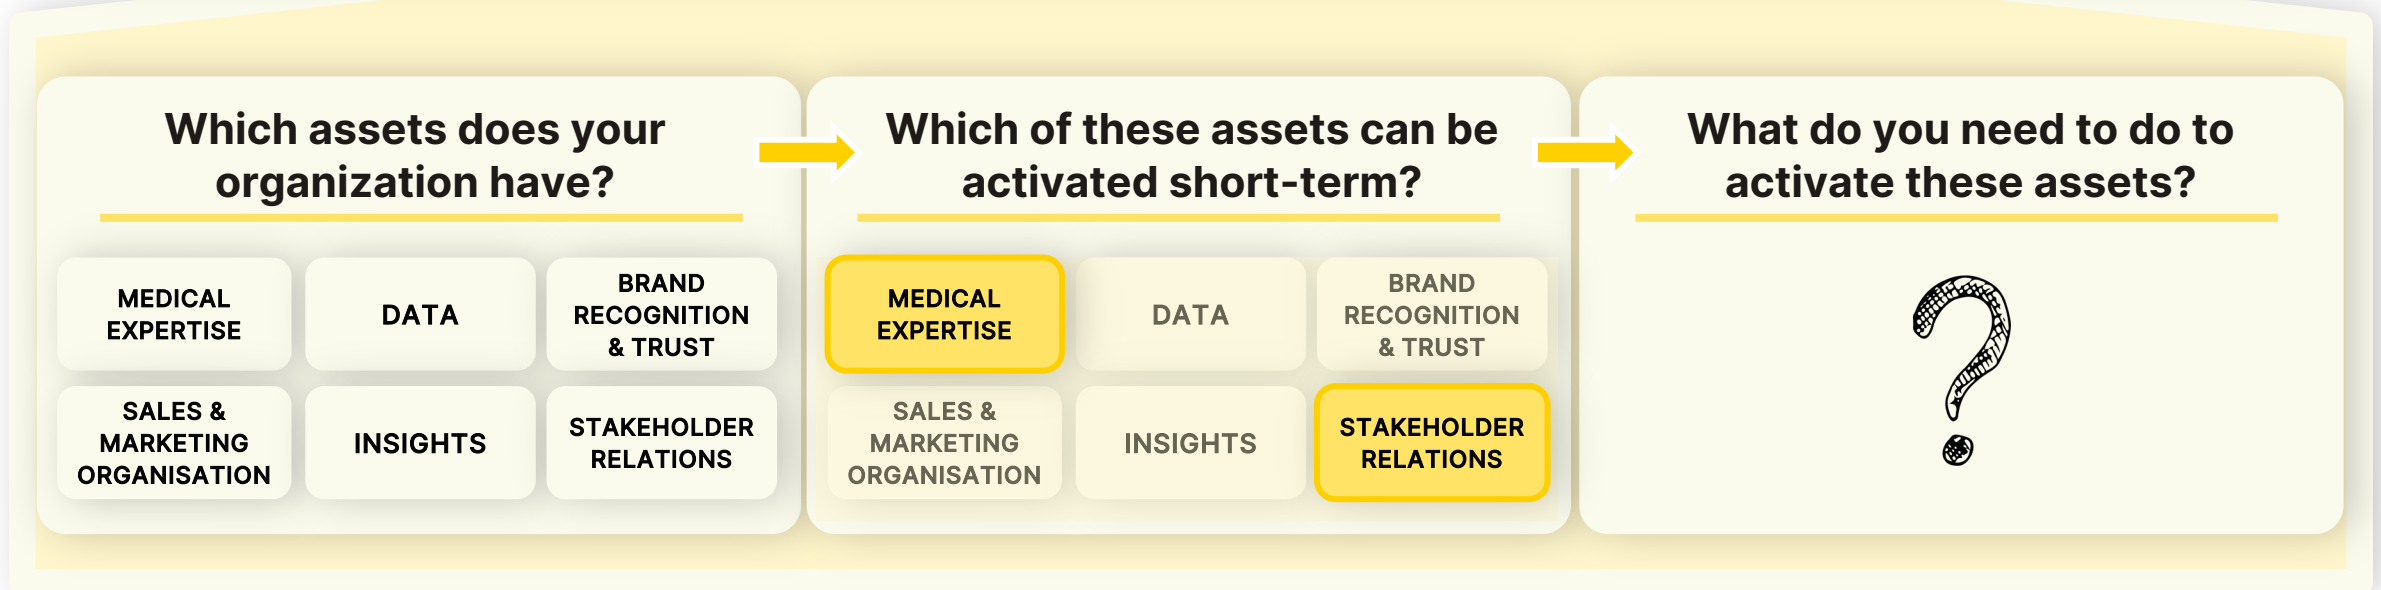 Which assets does your
organization have?
MEDICAL
EXPERTISE
DATA
BRAND
RECOGNITION
& TRUST
SALES &
MARKETING
ORGANISATION
INSIGHTS
STAKEHOLDER
RELATIONS
Which of these assets can be
activated short-term?
MEDICAL
EXPERTISE
DATA
BRAND
RECOGNITION
& TRUST
SALES &
MARKETING
ORGANISATION
INSIGHTS
STAKEHOLDER
RELATIONS
What do you need to do to
activate these assets?
?